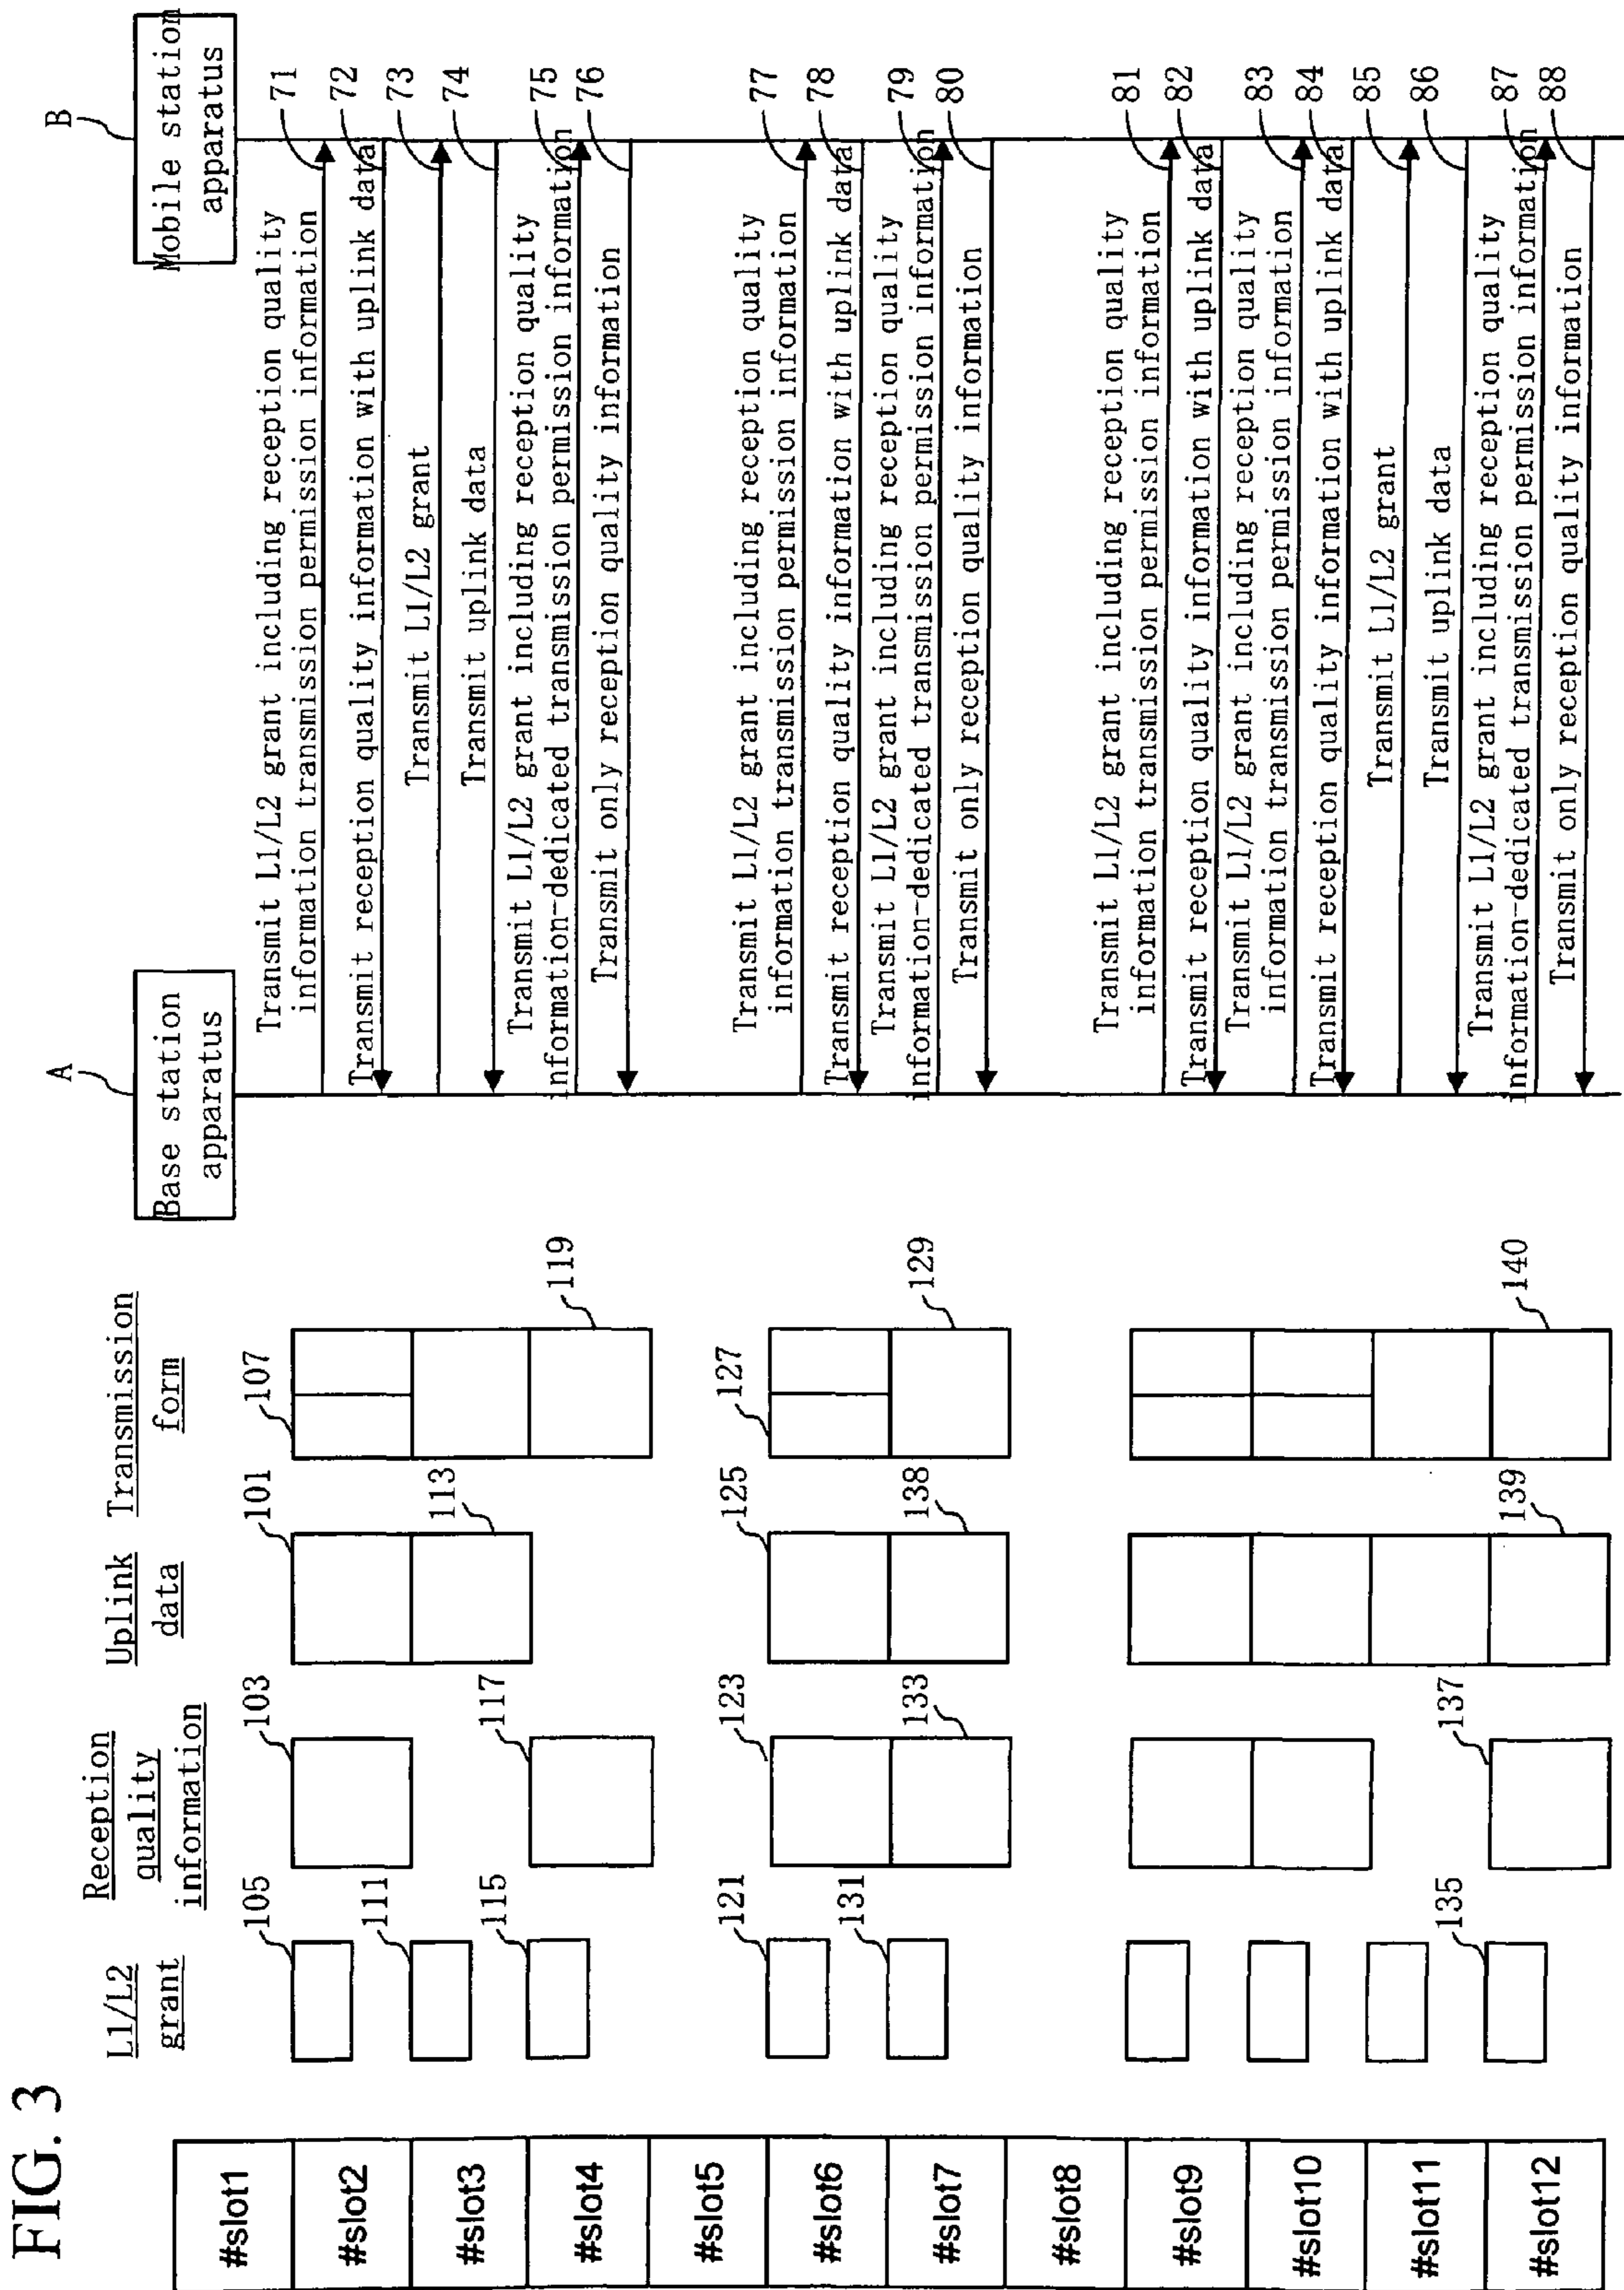 FIG. 3
L1/L2
grant
Reception
quality
information
Uplink
data
Transmission
form
A
Base station
apparatus
B
Mobile station
apparatus
#slot1
#slot2
105
103
101
107
Transmit L1/L2 grant including reception quality
information transmission permission information
71
Transmit reception quality information with uplink data
72
#slot3
111
113
Transmit L1/L2 grant
73
Transmit uplink data
74
#slot4
115
117
119
Transmit L1/L2 grant including reception quality
information-dedicated transmission permission information
75
Transmit only reception quality information
76
#slot5
#slot6
121
123
125
127
Transmit L1/L2 grant including reception quality
information transmission permission information
77
Transmit reception quality information with uplink data
78
#slot7
131
133
138
129
Transmit L1/L2 grant including reception quality
information-dedicated transmission permission information
79
Transmit only reception quality information
80
#slot8
#slot9
Transmit L1/L2 grant including reception quality
information transmission permission information
81
Transmit reception quality information with uplink data
82
#slot10
Transmit L1/L2 grant including reception quality
information transmission permission information
83
Transmit reception quality information with uplink data
84
#slot11
Transmit L1/L2 grant
85
Transmit uplink data
86
#slot12
135
137
139
140
Transmit L1/L2 grant including reception quality
information-dedicated transmission permission information
87
Transmit only reception quality information
88